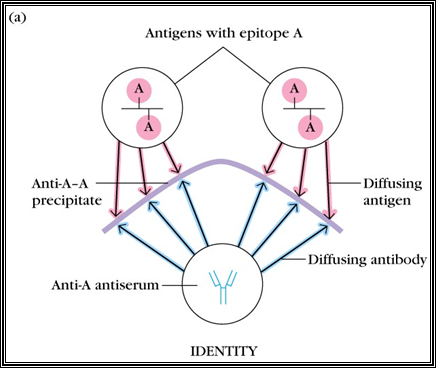 (a)
Antigens with epitope A
A
A
A
A
Anti-A–A
precipitate
Diffusing
antigen
Diffusing antibody
Anti-A antiserum
IDENTITY